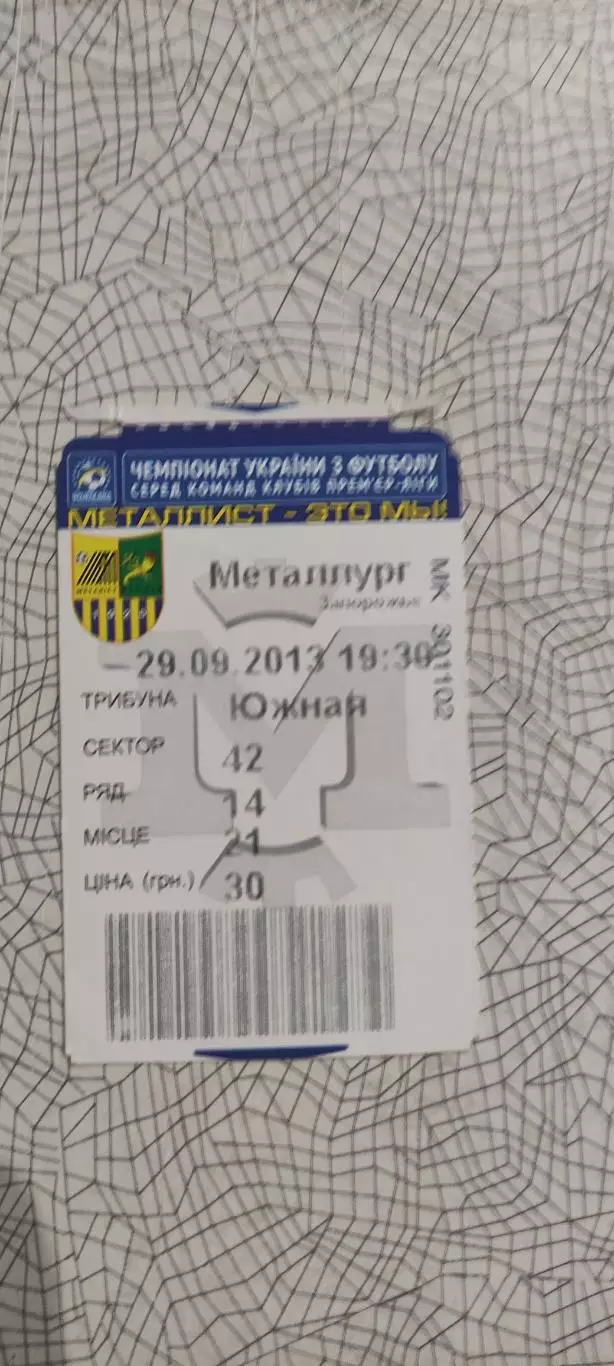 ЧЕМПІОНАТ УКРАЇНИ З ФУТБОЛУ
СЕРЕД КОМАНД КЛУБІВ ПРЕМ'ЄР-ЛІГИ
МЕТАЛЛИСТ - ЭТО МЫ!
Металлург
Запорожье
29.09.2013 19:30
ТРИБУНА Южная
СЕКТОР 42
РЯД 14
МІСЦЕ 21
ЦІНА (грн.) 30
МК 301102
1925